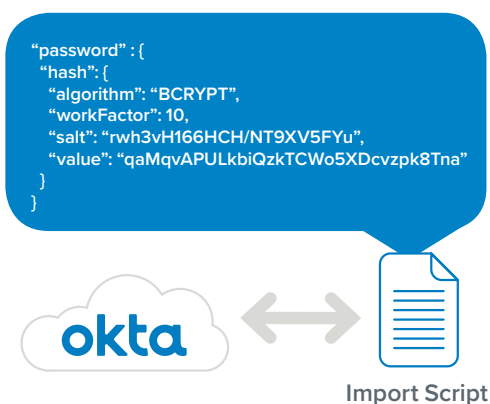 “password” : {
“hash”: {
“algorithm”: “BCRYPT”,
“workFactor”: 10,
“salt”: “rwh3vH166HCH/NT9XV5FYu”,
“value”: “qaMqvAPULkbiQzkTCWo5XDcvzpk8Tna”
}
}
okta
Import Script